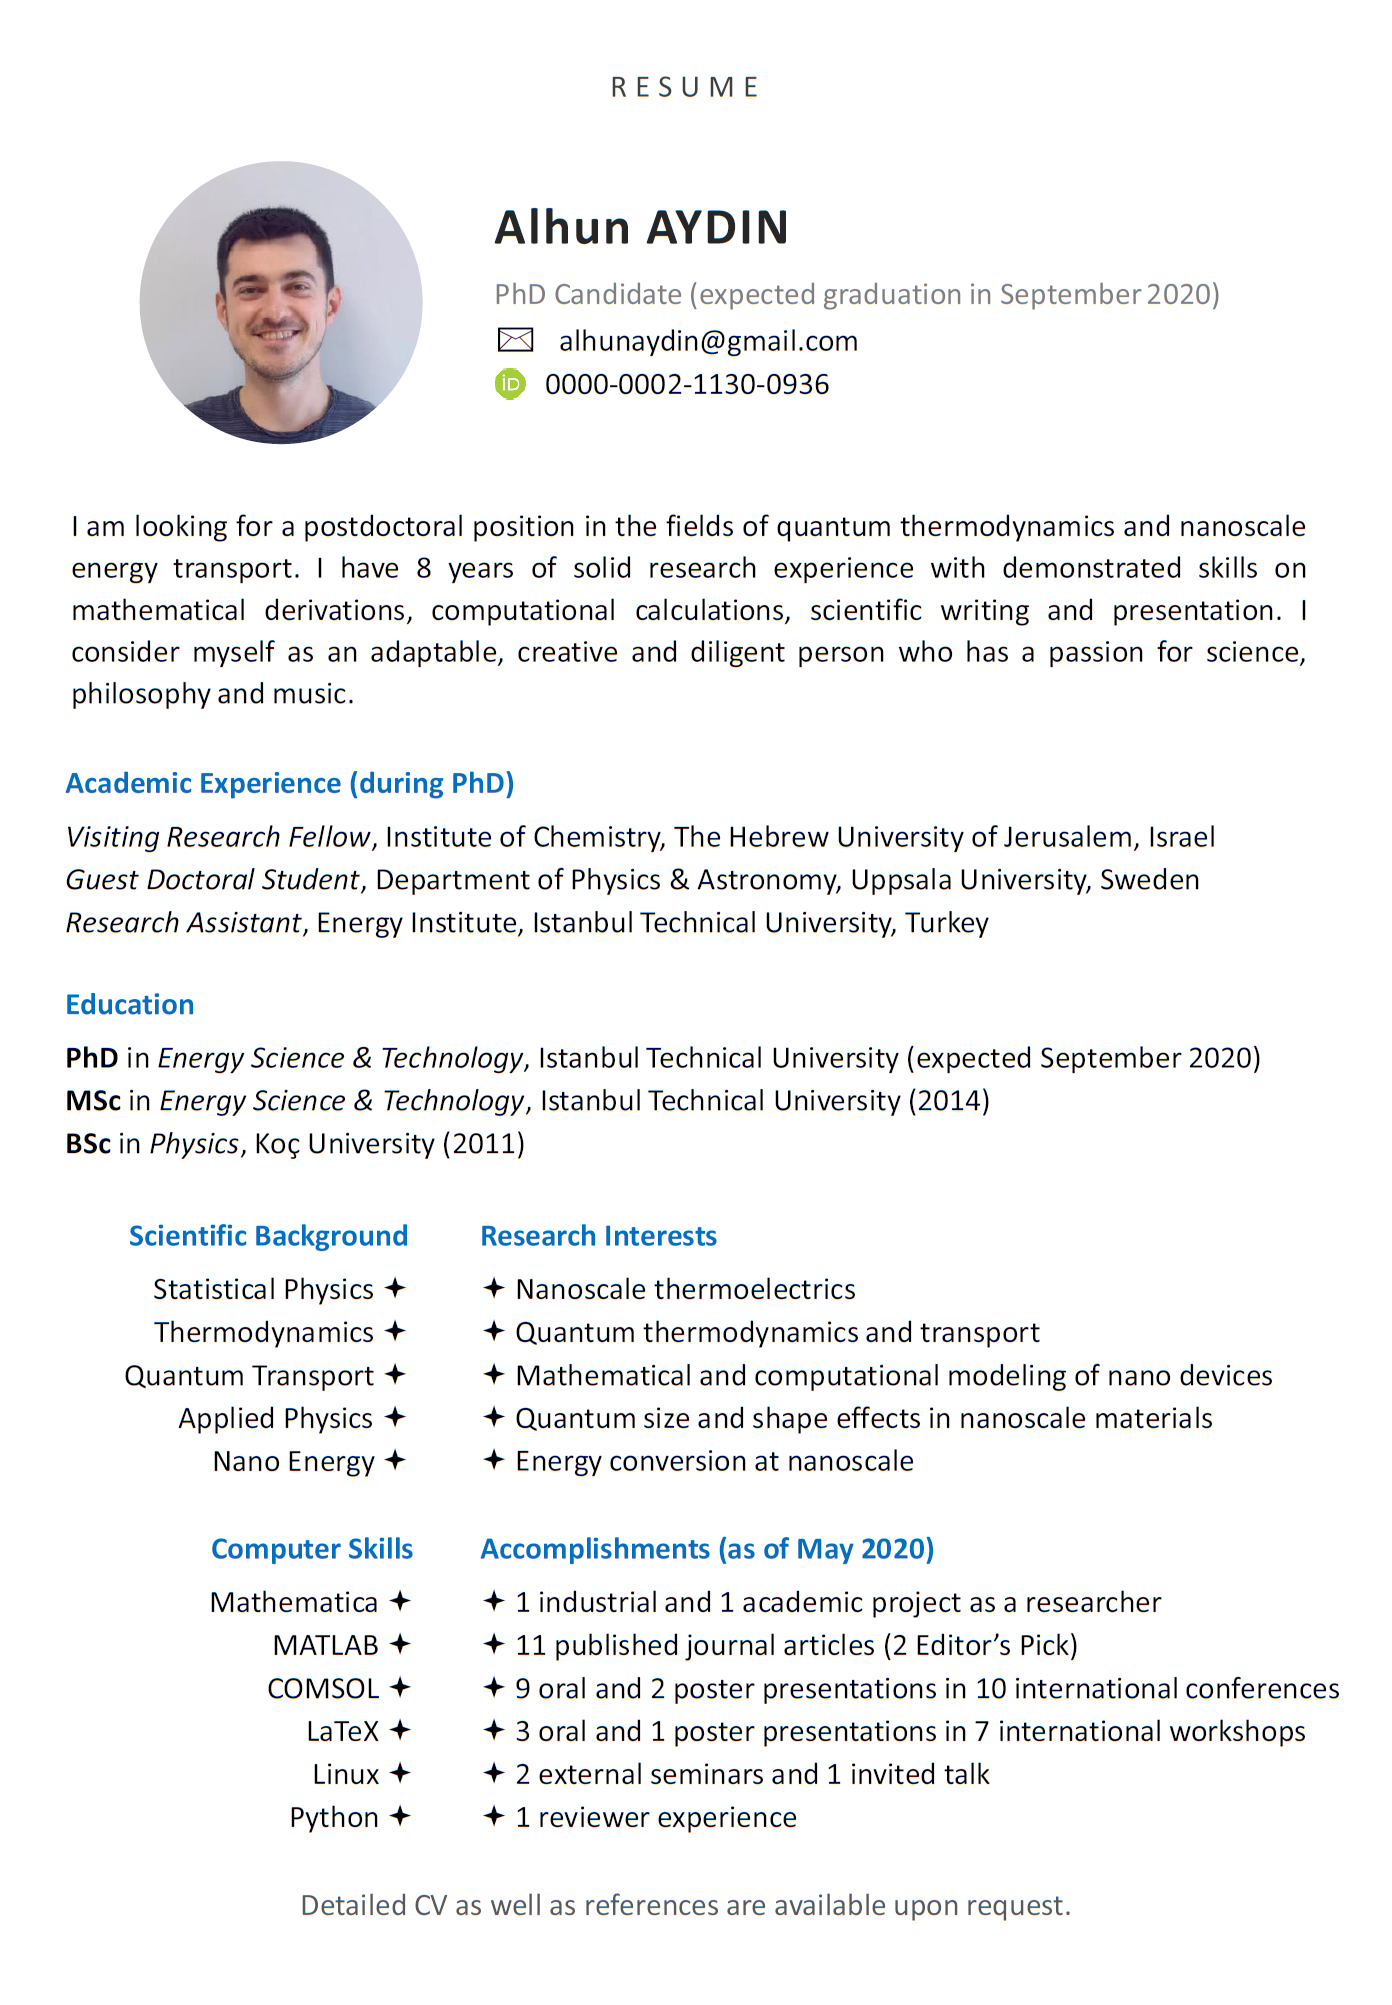 RESUME
Alhun AYDIN
PhD Candidate (expected graduation in September 2020)
alhunaydin@gmail.com
iD 0000-0002-1130-0936
I am looking for a postdoctoral position in the fields of quantum thermodynamics and nanoscale
energy transport. I have 8 years of solid research experience with demonstrated skills on
mathematical derivations, computational calculations, scientific writing and presentation. I
consider myself as an adaptable, creative and diligent person who has a passion for science,
philosophy and music.
Academic Experience (during PhD)
Visiting Research Fellow, Institute of Chemistry, The Hebrew University of Jerusalem, Israel
Guest Doctoral Student, Department of Physics & Astronomy, Uppsala University, Sweden
Research Assistant, Energy Institute, Istanbul Technical University, Turkey
Education
PhD in Energy Science & Technology, Istanbul Technical University (expected September 2020)
MSc in Energy Science & Technology, Istanbul Technical University (2014)
BSc in Physics, Koç University (2011)
Scientific Background
Statistical Physics ✦
Thermodynamics ✦
Quantum Transport ✦
Applied Physics ✦
Nano Energy ✦
Research Interests
✦ Nanoscale thermoelectrics
✦ Quantum thermodynamics and transport
✦ Mathematical and computational modeling of nano devices
✦ Quantum size and shape effects in nanoscale materials
✦ Energy conversion at nanoscale
Computer Skills
Mathematica ✦
MATLAB ✦
COMSOL ✦
LaTeX ✦
Linux ✦
Python ✦
Accomplishments (as of May 2020)
✦ 1 industrial and 1 academic project as a researcher
✦ 11 published journal articles (2 Editor’s Pick)
✦ 9 oral and 2 poster presentations in 10 international conferences
✦ 3 oral and 1 poster presentations in 7 international workshops
✦ 2 external seminars and 1 invited talk
✦ 1 reviewer experience
Detailed CV as well as references are available upon request.